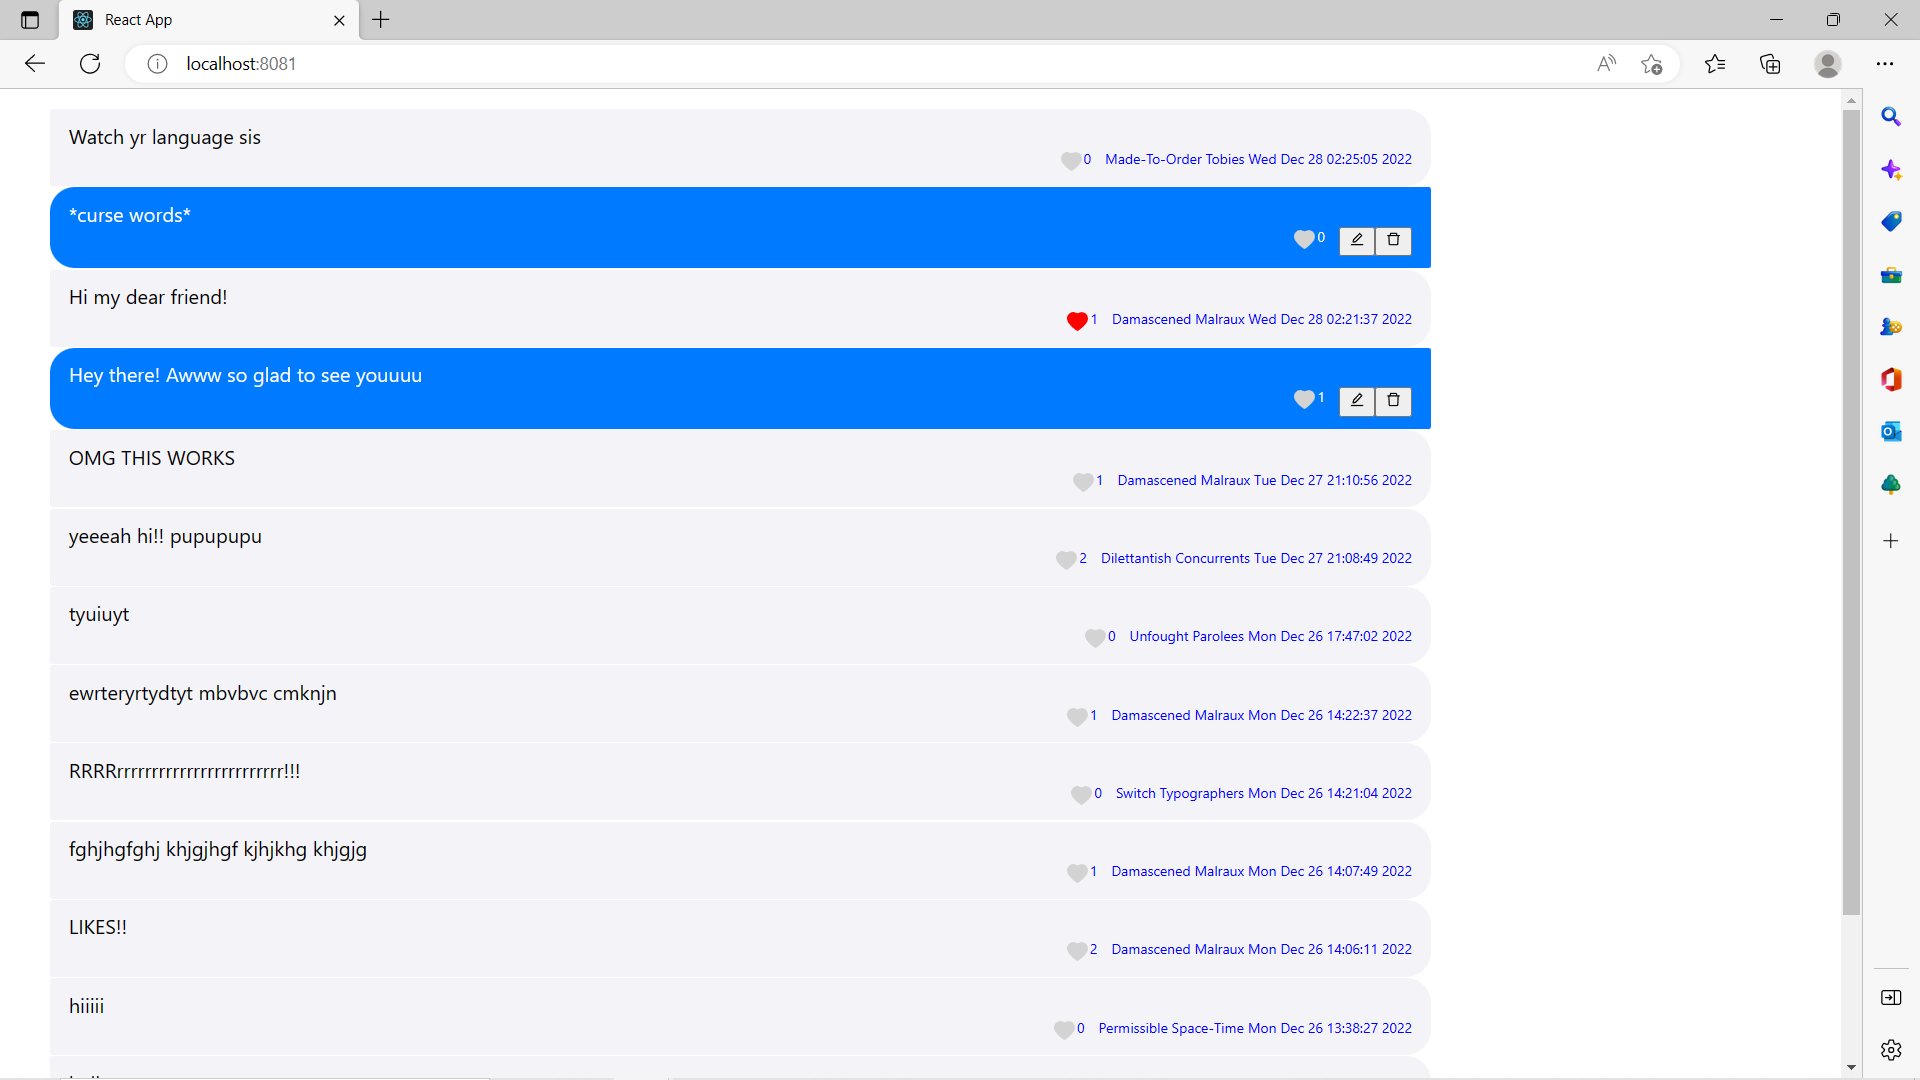 React App
localhost:8081
Watch yr language sis
0 Made-To-Order Tobies Wed Dec 28 02:25:05 2022
*curse words*
0
Hi my dear friend!
1 Damascened Malraux Wed Dec 28 02:21:37 2022
Hey there! Awww so glad to see youuuu
1
OMG THIS WORKS
1 Damascened Malraux Tue Dec 27 21:10:56 2022
yeeeah hi!! pupupupu
2 Dilettantish Concurrents Tue Dec 27 21:08:49 2022
tyuiuyt
0 Unfought Parolees Mon Dec 26 17:47:02 2022
ewrteryrtydtyt mbvbvc cmknjn
1 Damascened Malraux Mon Dec 26 14:22:37 2022
RRRRrrrrrrrrrrrrrrrrrrrrrrrr!!!
0 Switch Typographers Mon Dec 26 14:21:04 2022
fghjhgfghj khjgjhgf kjhjkhg khjgjg
1 Damascened Malraux Mon Dec 26 14:07:49 2022
LIKES!!
2 Damascened Malraux Mon Dec 26 14:06:11 2022
hiiiii
0 Permissible Space-Time Mon Dec 26 13:38:27 2022